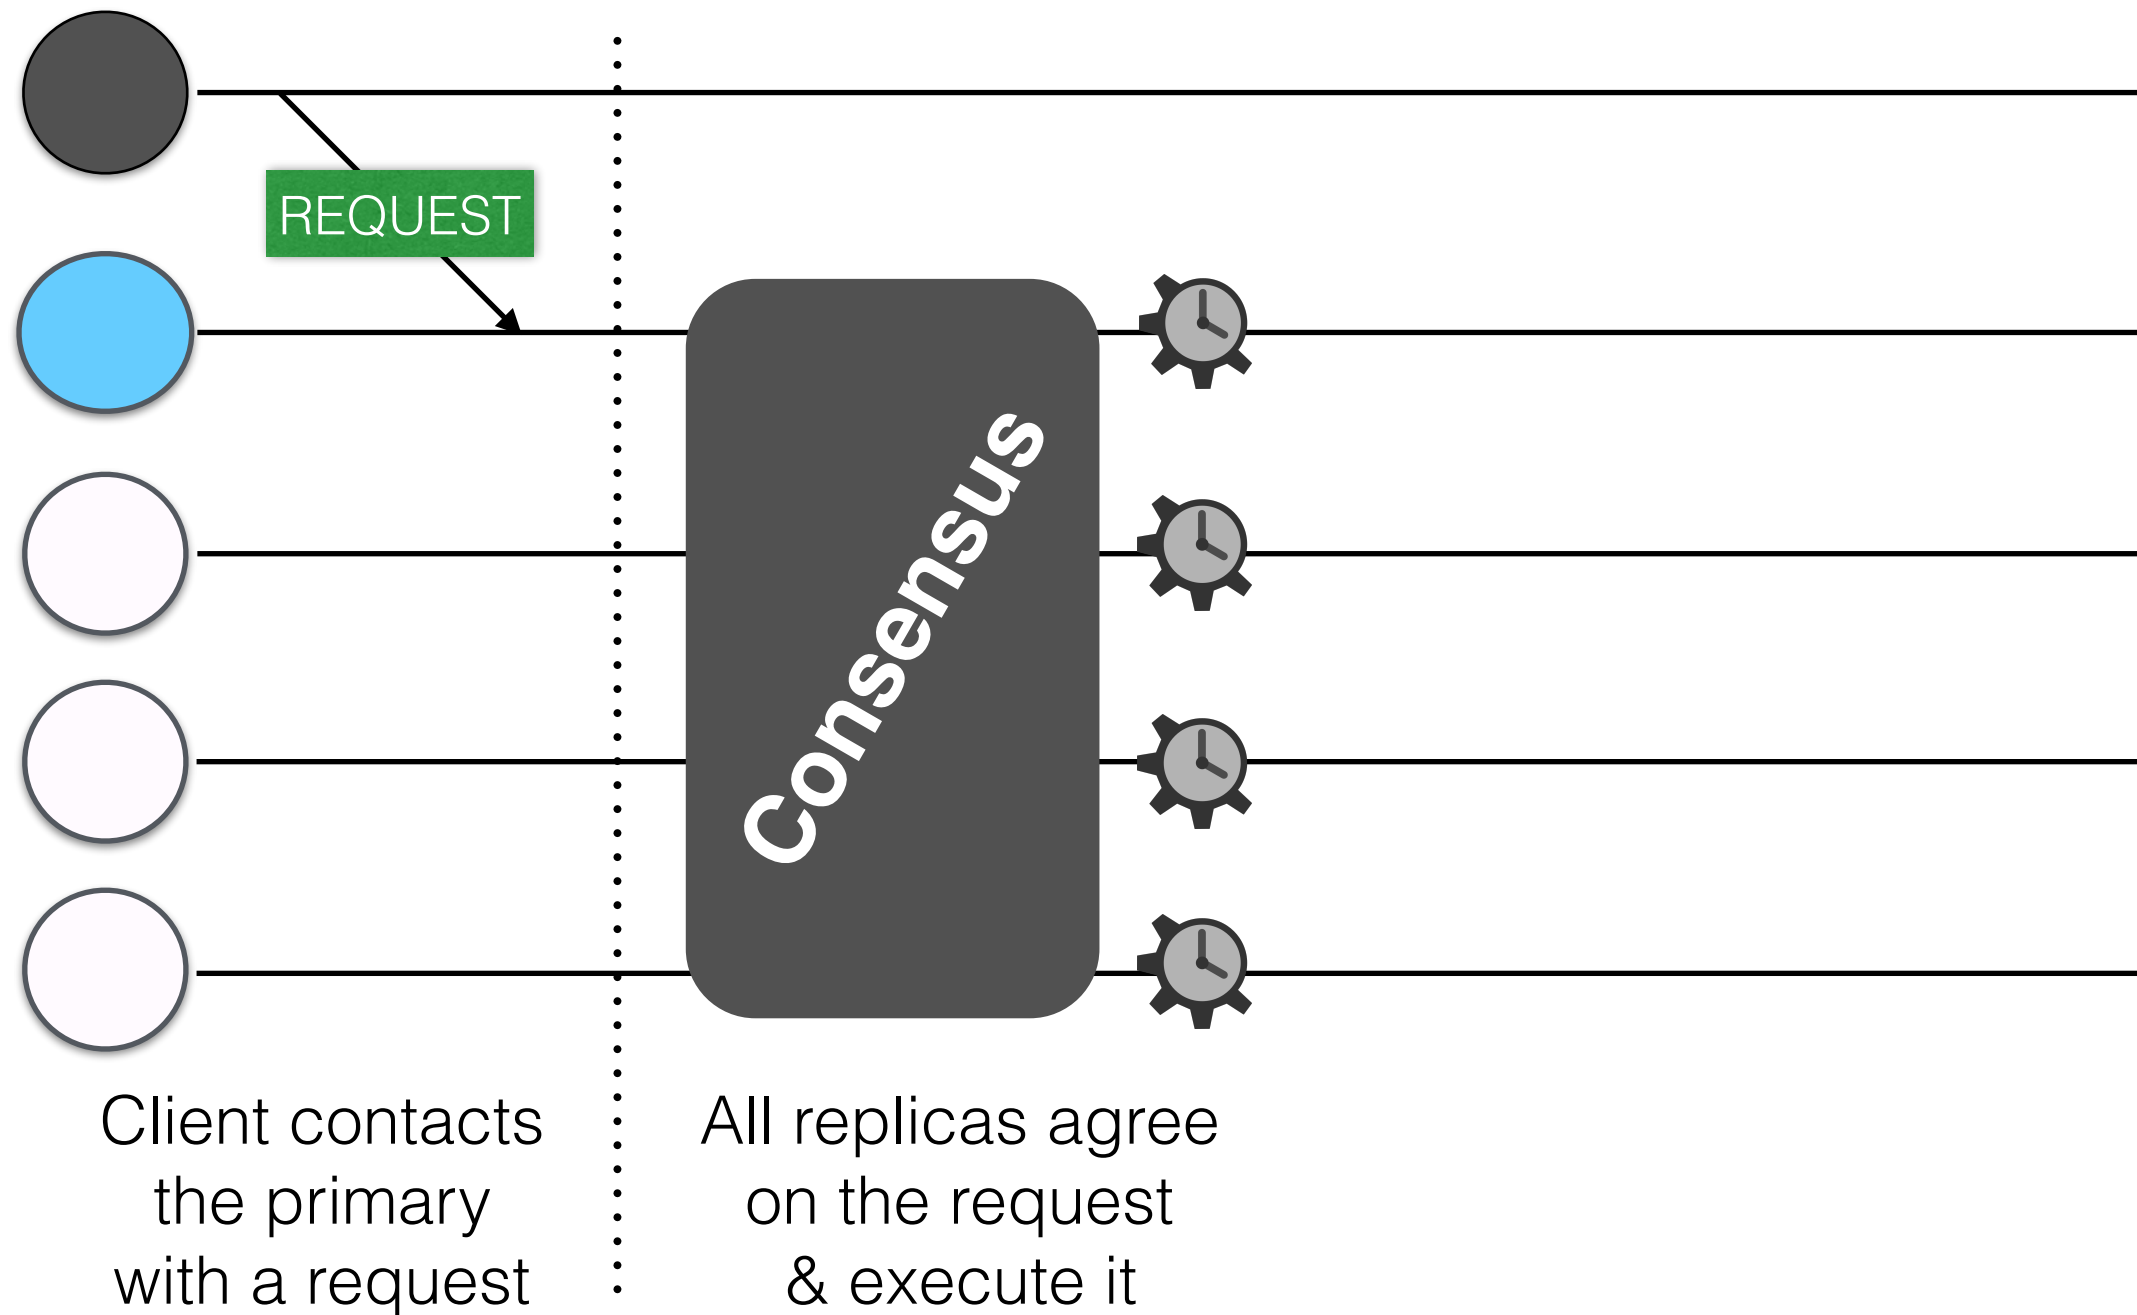 REQUEST
Consensus
Client contacts
the primary
with a request
All replicas agree
on the request
& execute it